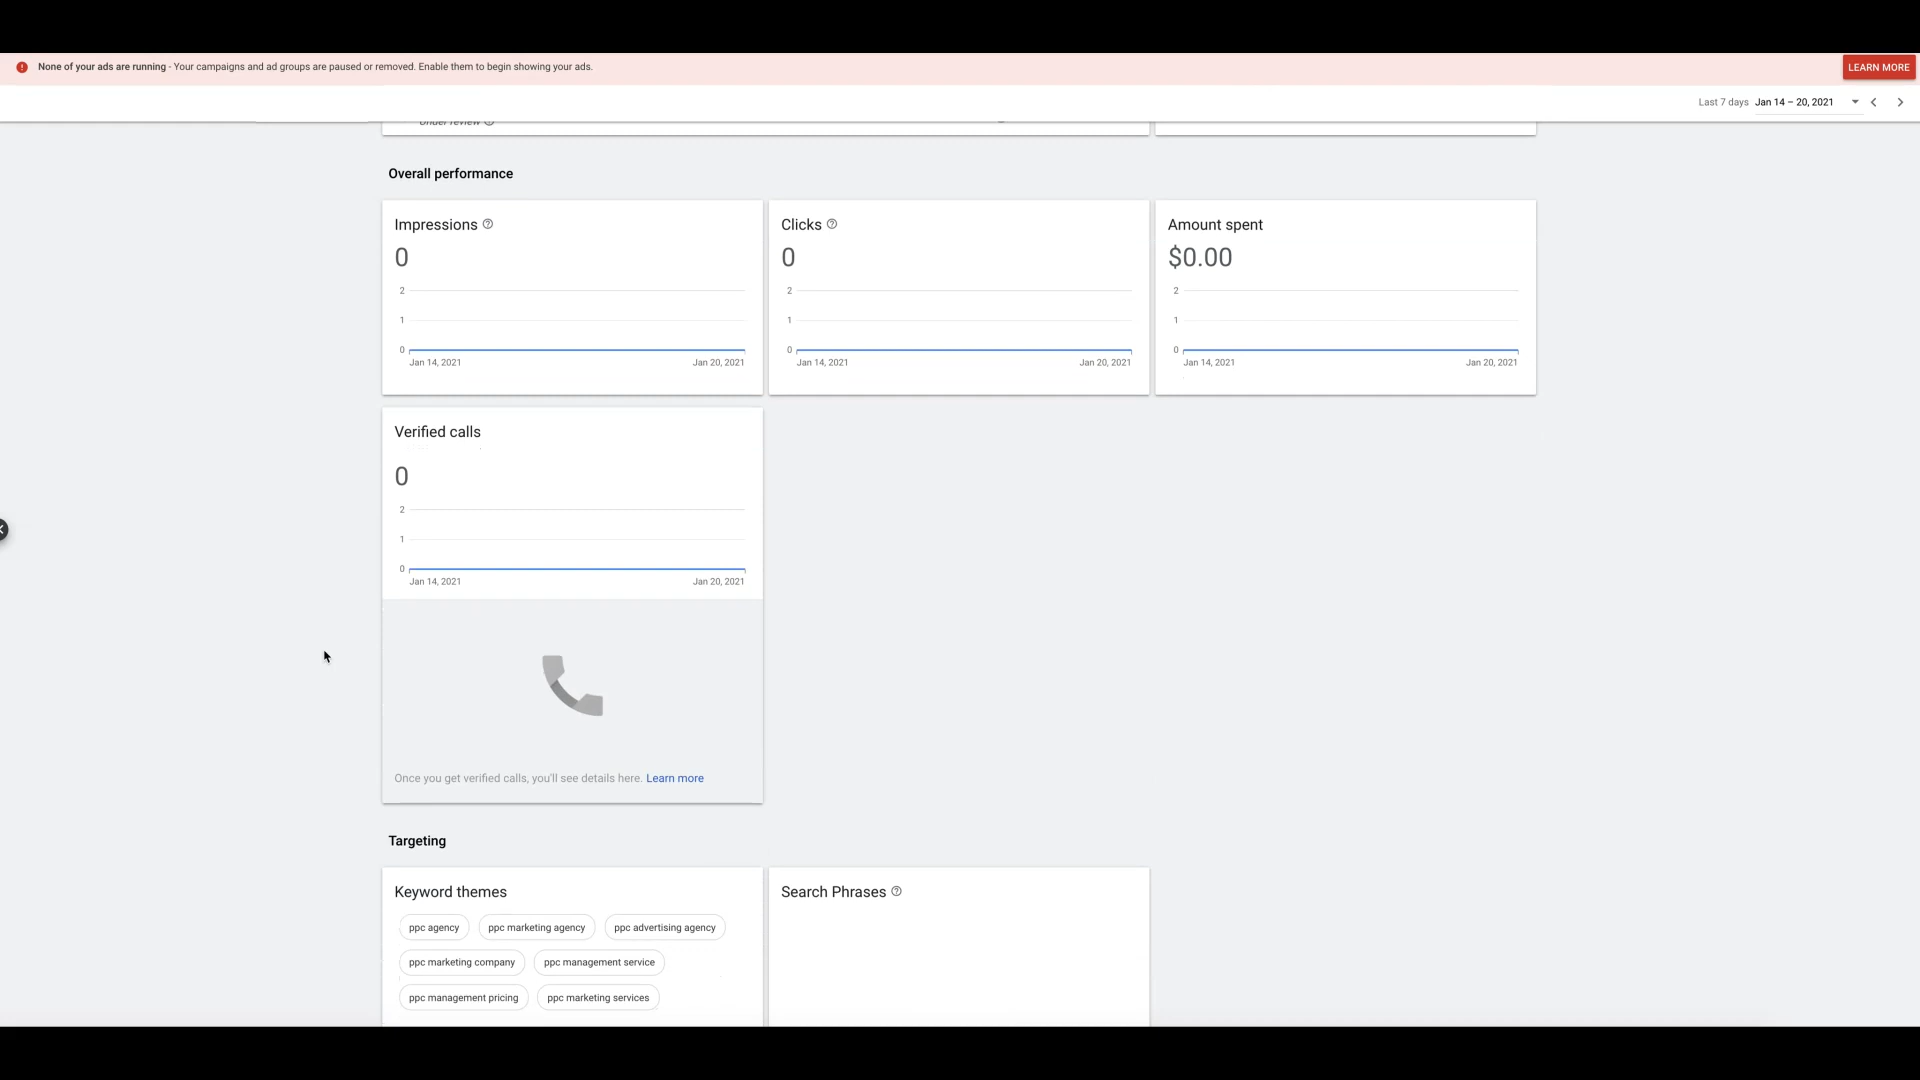 None of your ads are running - Your campaigns and ad groups are paused or removed. Enable them to begin showing your ads.
LEARN MORE
Last 7 days Jan 14 – 20, 2021
Under review
Overall performance
Impressions
0
2
1
0
Jan 14, 2021 Jan 20, 2021
Clicks
0
2
1
0
Jan 14, 2021 Jan 20, 2021
Amount spent
$0.00
2
1
0
Jan 14, 2021 Jan 20, 2021
Verified calls
0
2
1
0
Jan 14, 2021 Jan 20, 2021
Once you get verified calls, you'll see details here. Learn more
Targeting
Keyword themes
ppc agency ppc marketing agency ppc advertising agency
ppc marketing company ppc management service
ppc management pricing ppc marketing services
Search Phrases